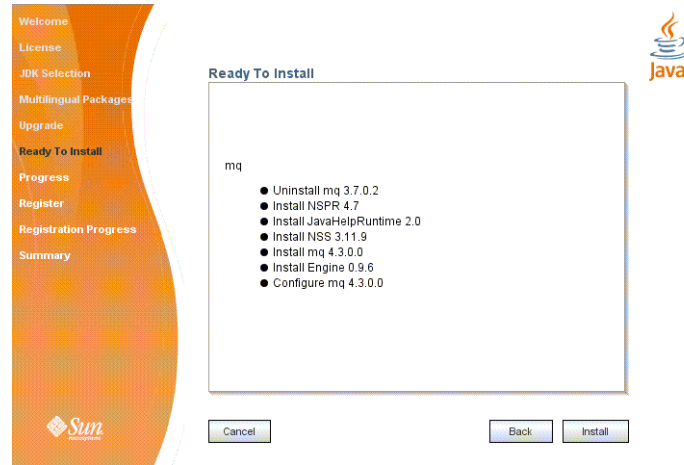 Welcome
License
JDK Selection
Multilingual Packages
Upgrade
Ready To Install
Progress
Register
Registration Progress
Summary
Sun
microsystems
Ready To Install
mq
● Uninstall mq 3.7.0.2
● Install NSPR 4.7
● Install JavaHelpRuntime 2.0
● Install NSS 3.11.9
● Install mq 4.3.0.0
● Install Engine 0.9.6
● Configure mq 4.3.0.0
Cancel
Back
Install
Java